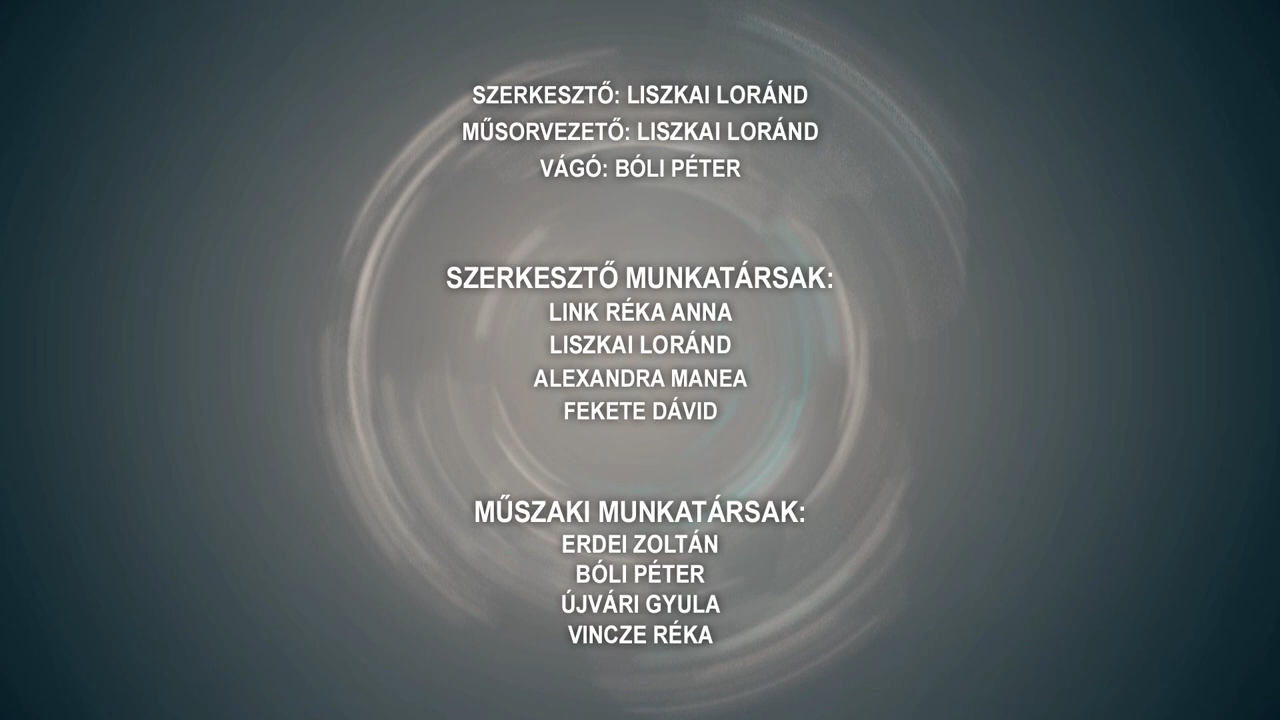 SZERKESZTŐ: LISZKAI LORÁND
MŰSORVEZETŐ: LISZKAI LORÁND
VÁGÓ: BÓLI PÉTER
SZERKESZTŐ MUNKATÁRSAK:
LINK RÉKA ANNA
LISZKAI LORÁND
ALEXANDRA MANEA
FEKETE DÁVID
MŰSZAKI MUNKATÁRSAK:
ERDEI ZOLTÁN
BÓLI PÉTER
ÚJVÁRI GYULA
VINCZE RÉKA